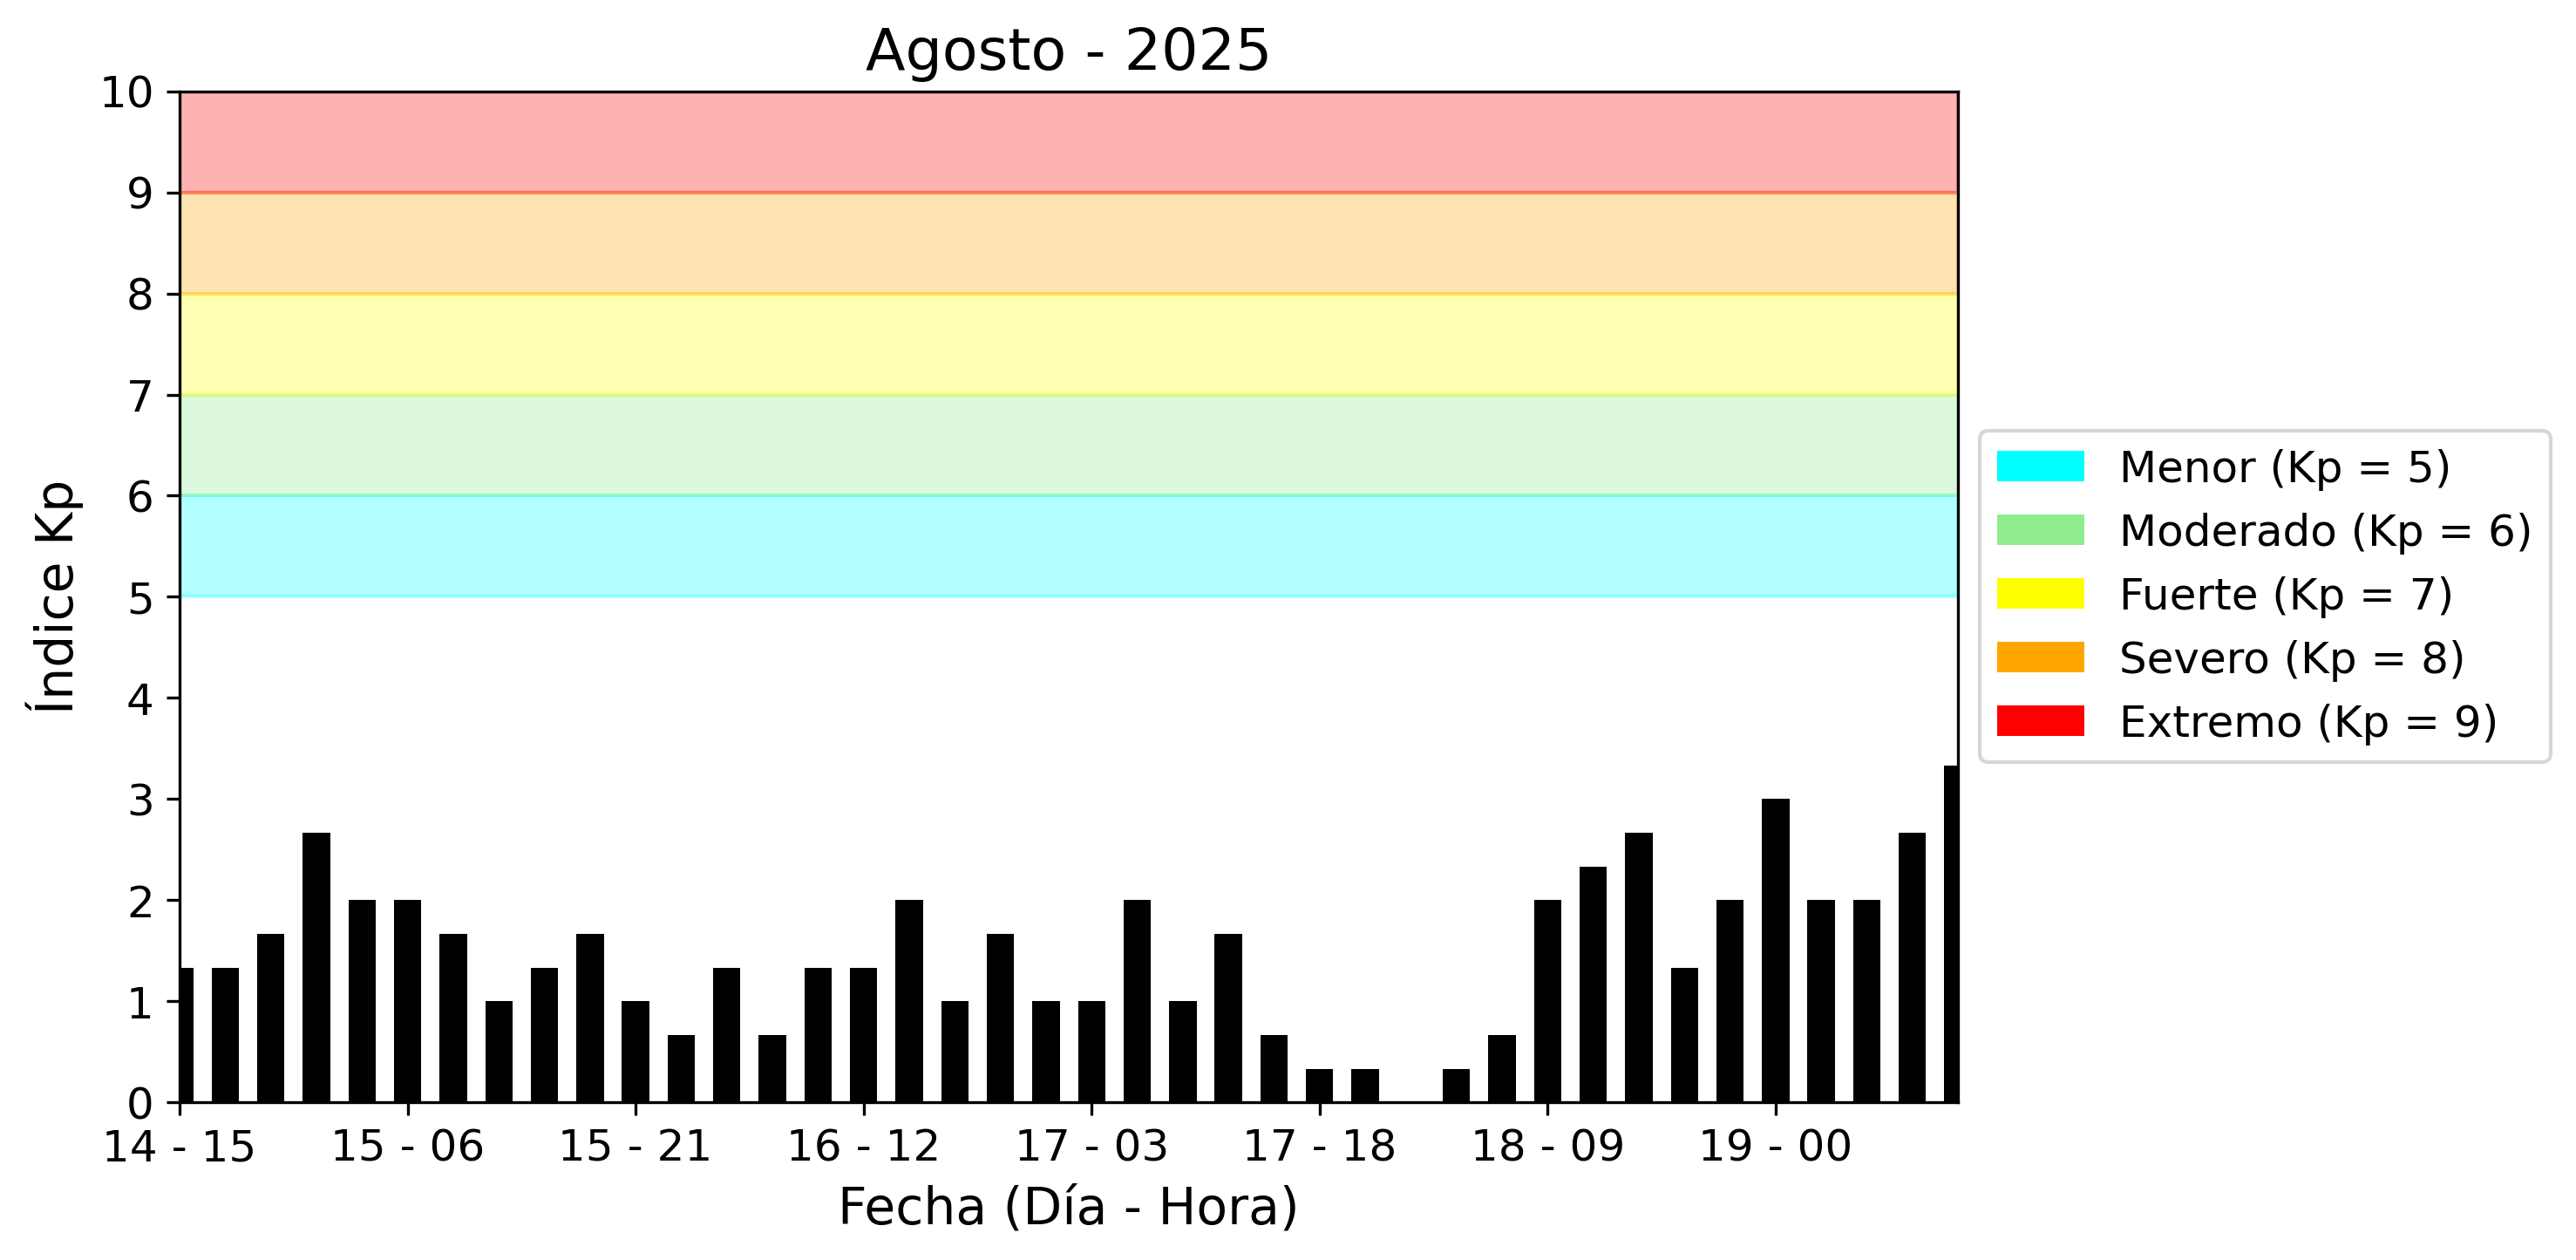 Agosto - 2025
10
9
8
7
6
5
4
3
2
1
0
Índice Kp
14 - 15
15 - 06
15 - 21
16 - 12
17 - 03
17 - 18
18 - 09
19 - 00
Fecha (Día - Hora)
Menor (Kp = 5)
Moderado (Kp = 6)
Fuerte (Kp = 7)
Severo (Kp = 8)
Extremo (Kp = 9)